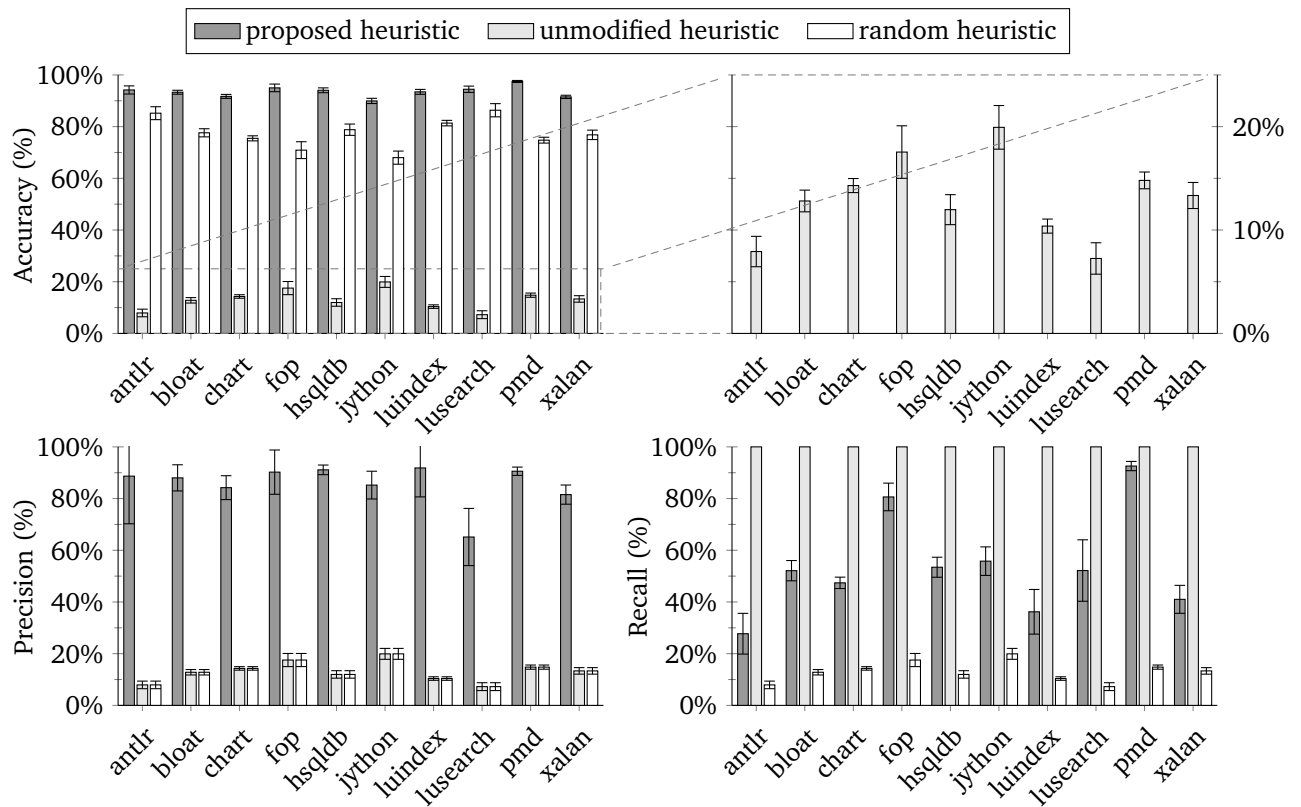 proposed heuristic unmodified heuristic random heuristic
Accuracy (%)
100%
80%
60%
40%
20%
0%
antlr bloat chart fop hsqldb jython luindex lusearch pmd xalan
20%
10%
0%
antlr bloat chart fop hsqldb jython luindex lusearch pmd xalan
Precision (%)
100%
80%
60%
40%
20%
0%
antlr bloat chart fop hsqldb jython luindex lusearch pmd xalan
Recall (%)
100%
80%
60%
40%
20%
0%
antlr bloat chart fop hsqldb jython luindex lusearch pmd xalan